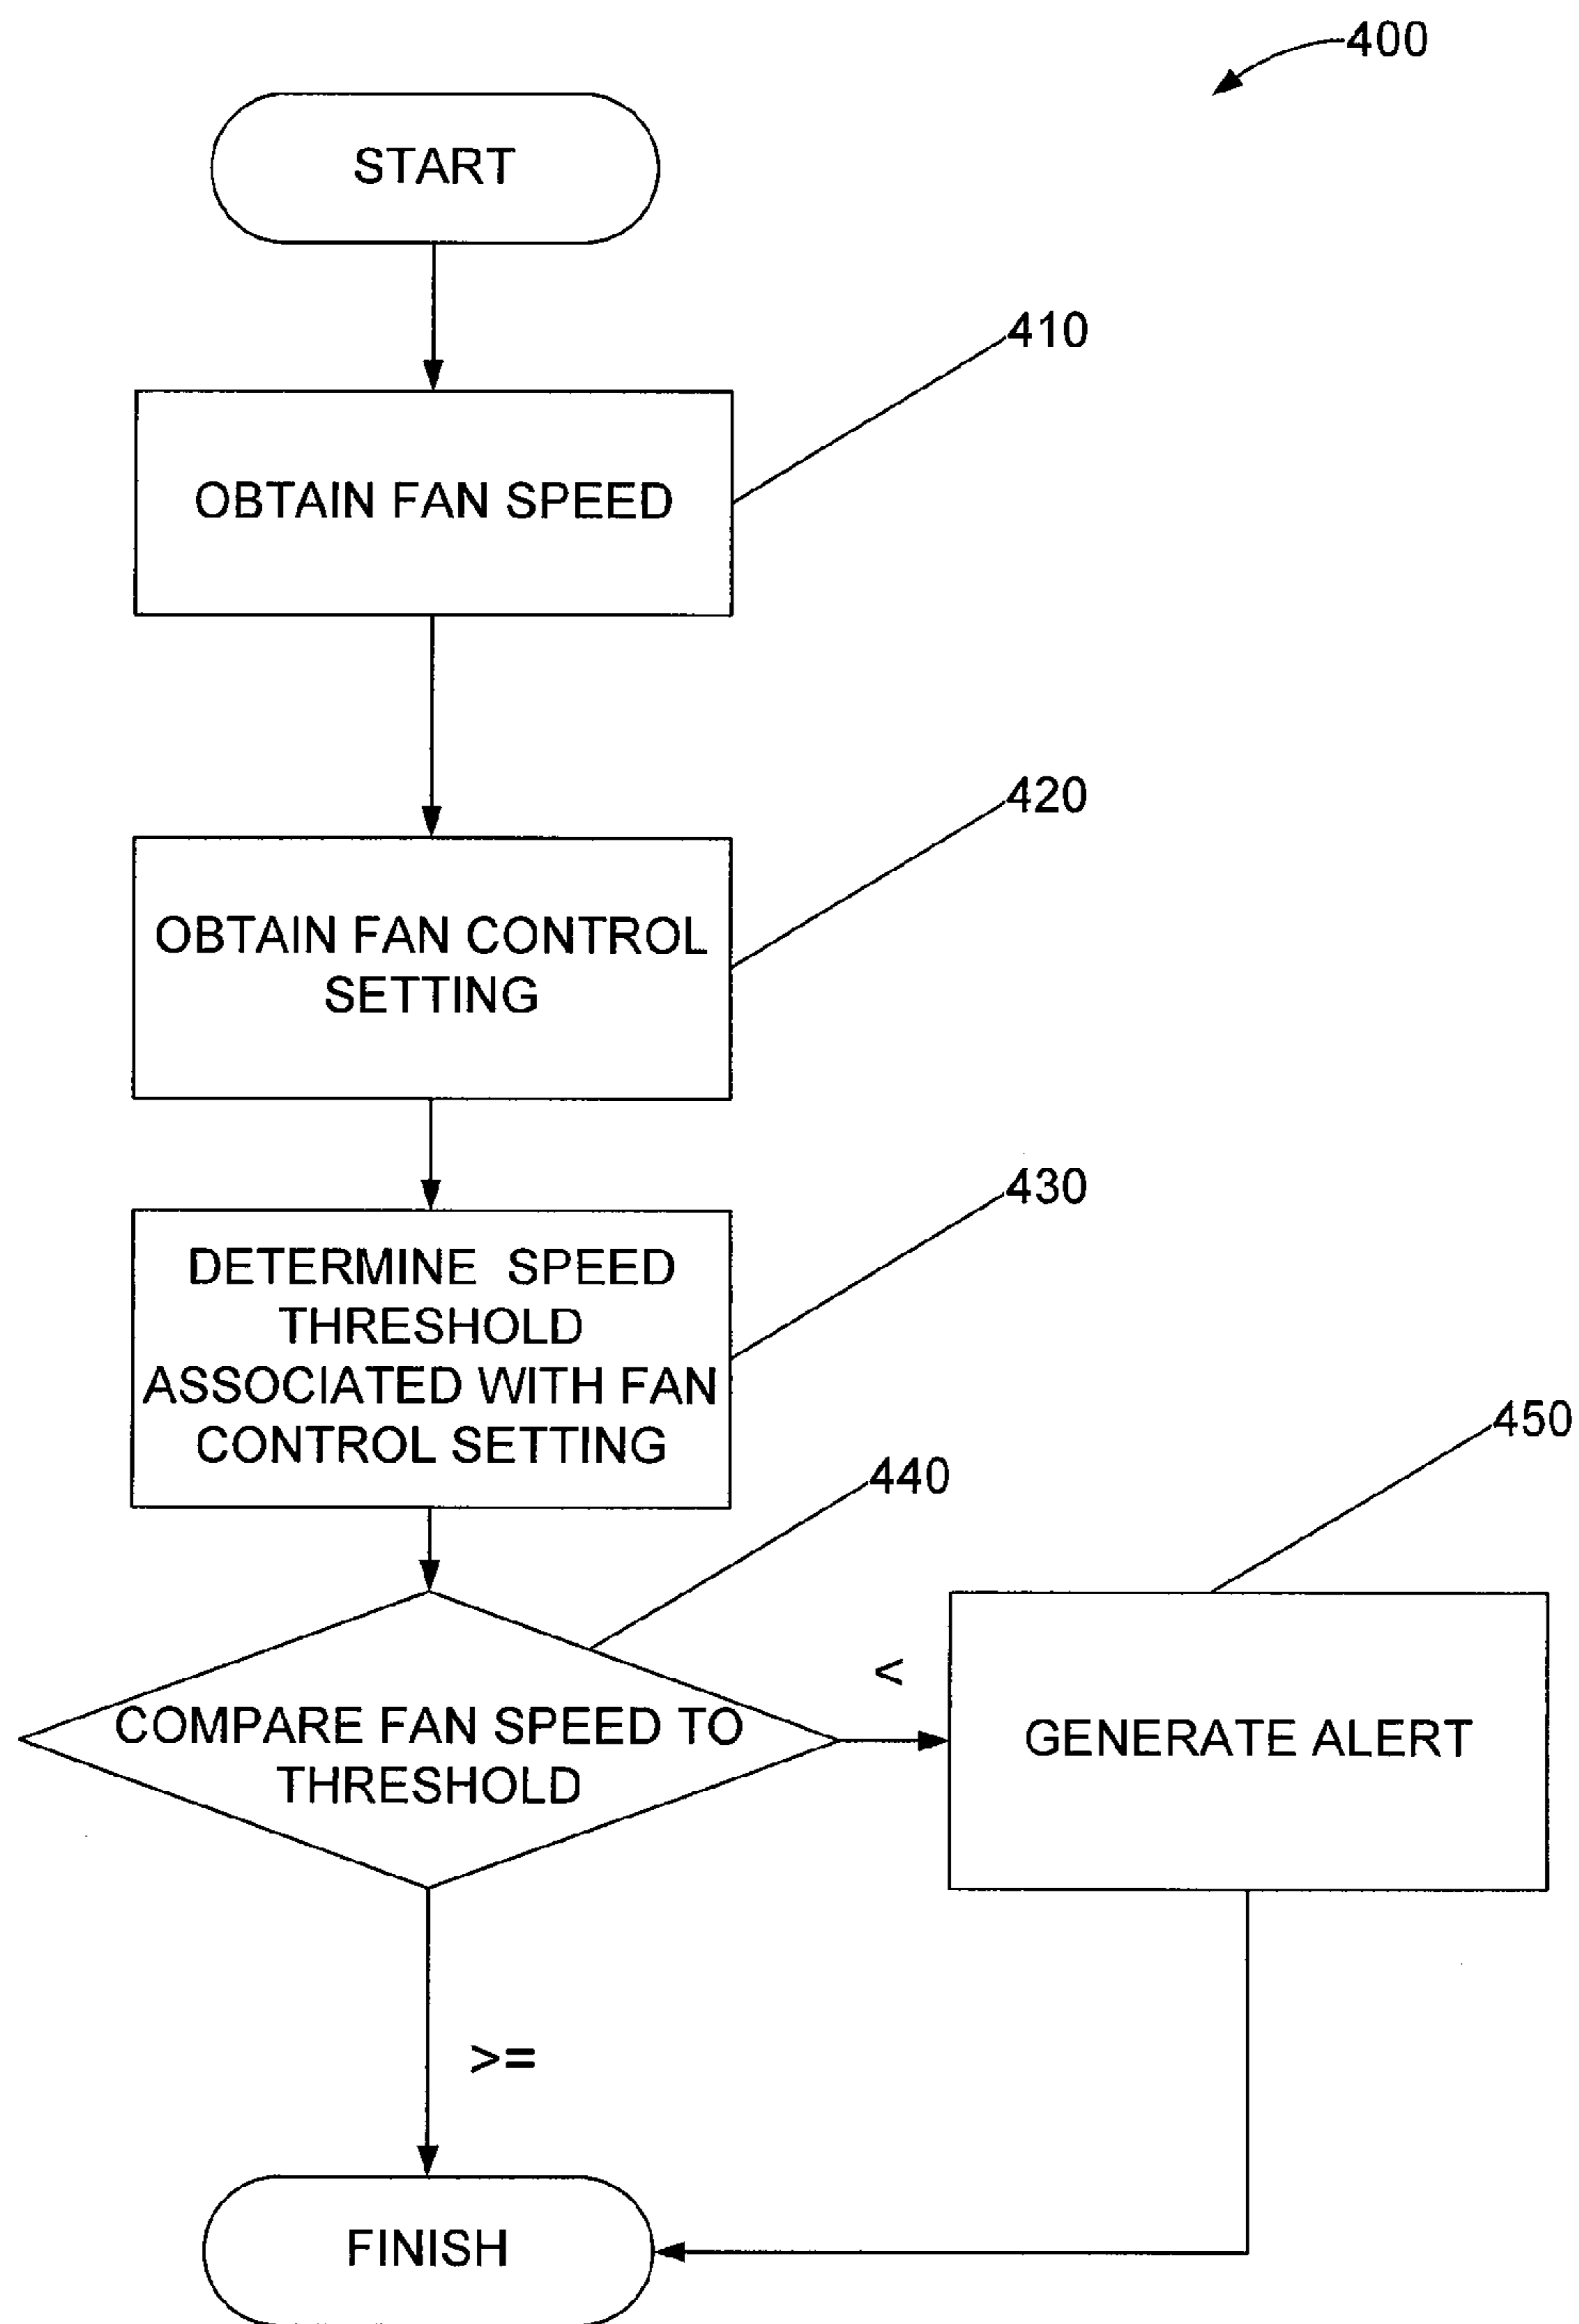 400
START
410
OBTAIN FAN SPEED
420
OBTAIN FAN CONTROL
SETTING
430
DETERMINE SPEED
THRESHOLD
ASSOCIATED WITH FAN
CONTROL SETTING
450
440
<
COMPARE FAN SPEED TO
THRESHOLD
GENERATE ALERT
>=
FINISH